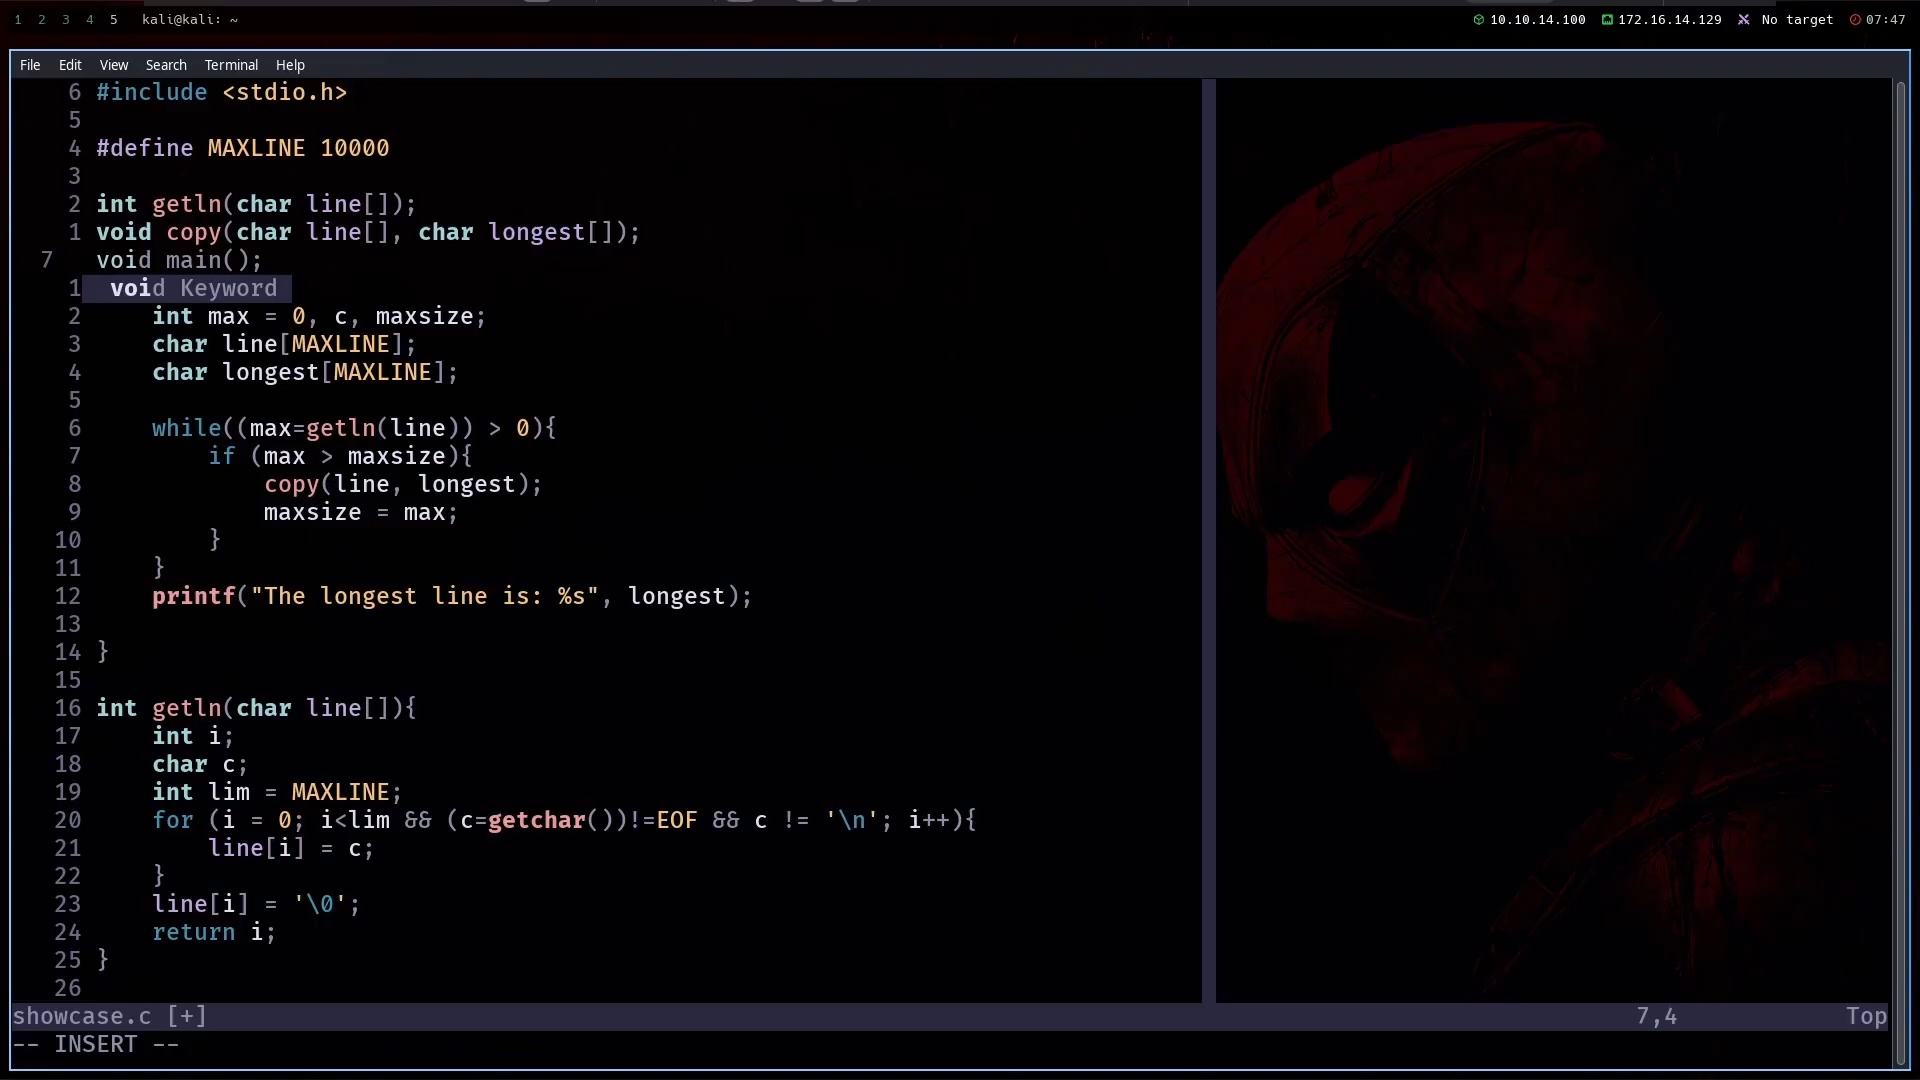 1 2 3 4 5 kali@kali: ~ 10.10.14.100 172.16.14.129 No target 07:47
File Edit View Search Terminal Help
6 #include <stdio.h>
5
4 #define MAXLINE 10000
3
2 int getln(char line[]);
1 void copy(char line[], char longest[]);
7 void main();
1 void Keyword
2     int max = 0, c, maxsize;
3     char line[MAXLINE];
4     char longest[MAXLINE];
5
6     while((max=getln(line)) > 0){
7         if (max > maxsize){
8             copy(line, longest);
9             maxsize = max;
10         }
11     }
12     printf("The longest line is: %s", longest);
13
14 }
15
16 int getln(char line[]){
17     int i;
18     char c;
19     int lim = MAXLINE;
20     for (i = 0; i<lim && (c=getchar())!=EOF && c != '\n'; i++){
21         line[i] = c;
22     }
23     line[i] = '\0';
24     return i;
25 }
26
showcase.c [+] 7,4 Top
-- INSERT --